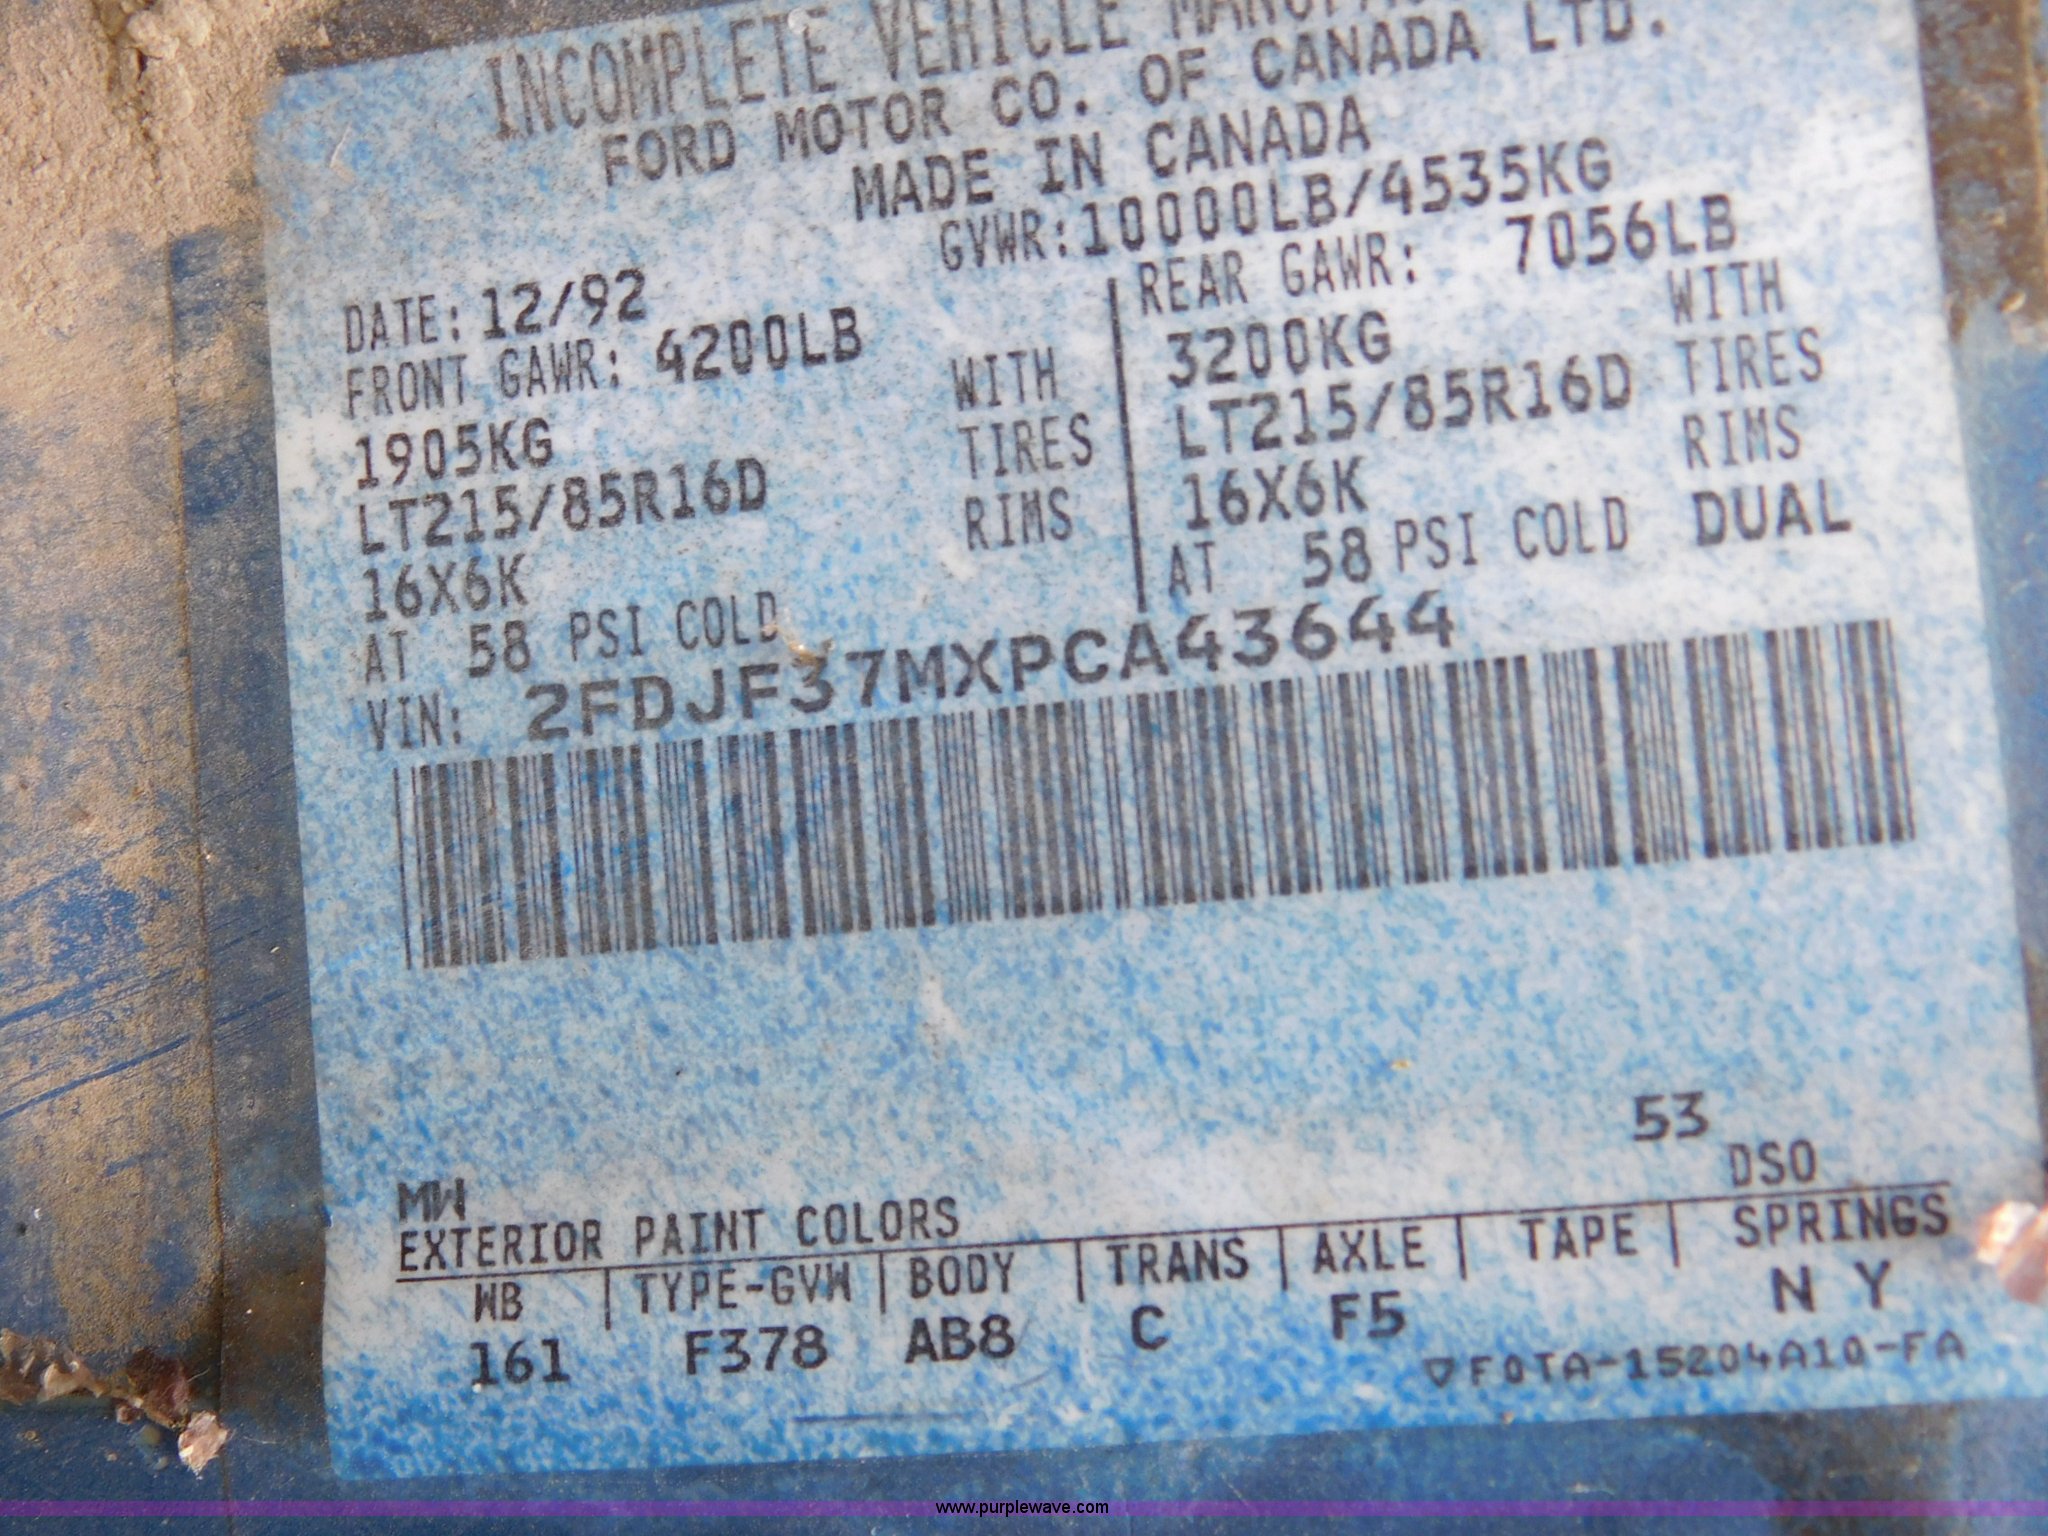 INCOMPLETE VEHICLE
FORD MOTOR CO. OF CANADA LTD.
MADE IN CANADA
GVWR:10000LB/4535KG
DATE: 12/92
FRONT GAWR: 4200LB
1905KG WITH
LT215/85R16D TIRES
16X6K RIMS
AT 58 PSI COLD
REAR GAWR: 7056LB
3200KG WITH
LT215/85R16D TIRES
16X6K RIMS
AT 58 PSI COLD DUAL
VIN: 2FDJF37MXPCA43644
53
DSO
MW
EXTERIOR PAINT COLORS
WB | TYPE-GVW | BODY | TRANS | AXLE | TAPE | SPRINGS
161 F378 AB8 C F5 N Y
F0TA-15204A10-FA
www.purplewave.com